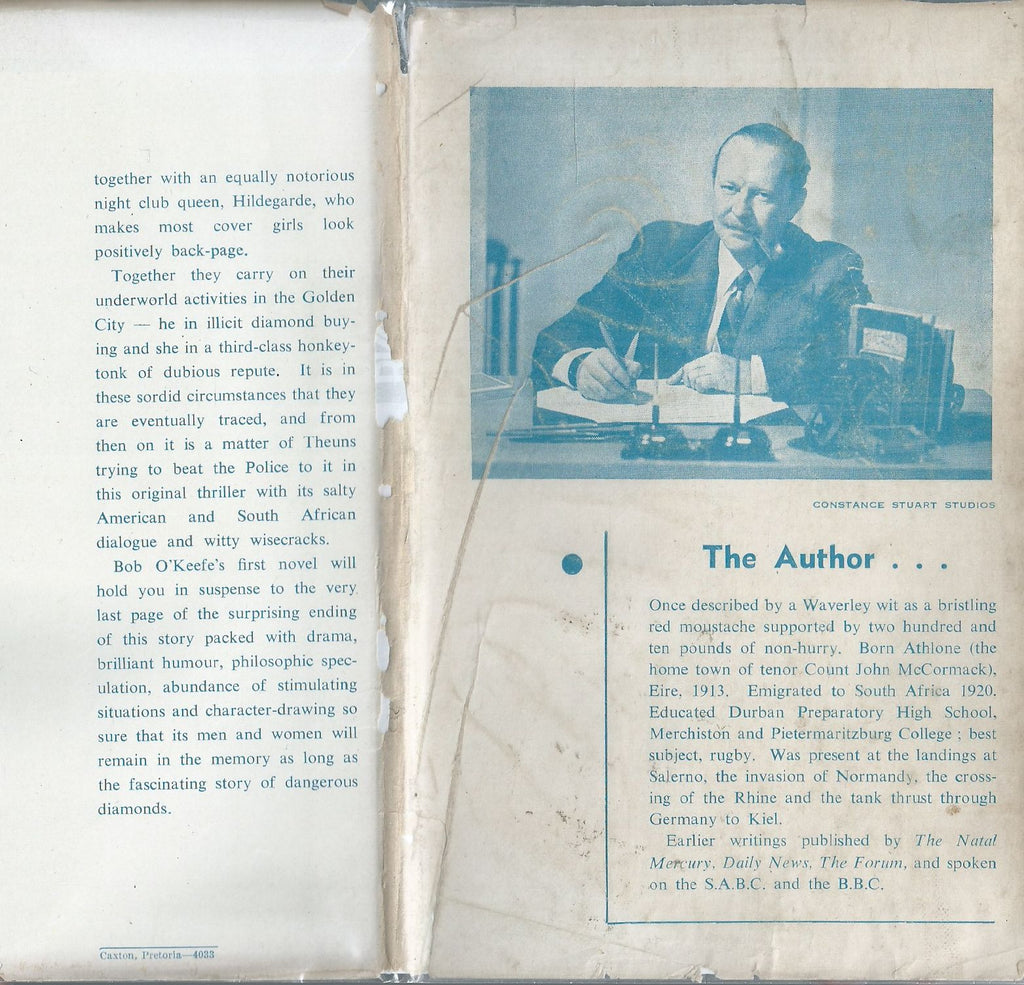 together with an equally notorious
night club queen, Hildegarde, who
makes most cover girls look
positively back-page.
Together they carry on their
underworld activities in the Golden
City — he in illicit diamond buy-
ing and she in a third-class honkey-
tonk of dubious repute. It is in
these sordid circumstances that they
are eventually traced, and from
then on it is a matter of Theuns
trying to beat the Police to it in
this original thriller with its salty
American and South African
dialogue and witty wisecracks.
Bob O'Keefe's first novel will
hold you in suspense to the very
last page of the surprising ending
of this story packed with drama,
brilliant humour, philosophic spec-
ulation, abundance of stimulating
situations and character-drawing so
sure that its men and women will
remain in the memory as long as
the fascinating story of dangerous
diamonds.
Caxton, Pretoria—4033
CONSTANCE STUART STUDIOS
The Author . . .
Once described by a Waverley wit as a bristling
red moustache supported by two hundred and
ten pounds of non-hurry. Born Athlone (the
home town of tenor Count John McCormack),
Eire, 1913. Emigrated to South Africa 1920.
Educated Durban Preparatory High School,
Merchiston and Pietermaritzburg College ; best
subject, rugby. Was present at the landings at
Salerno, the invasion of Normandy, the cross-
ing of the Rhine and the tank thrust through
Germany to Kiel.
Earlier writings published by The Natal
Mercury, Daily News, The Forum, and spoken
on the S.A.B.C. and the B.B.C.